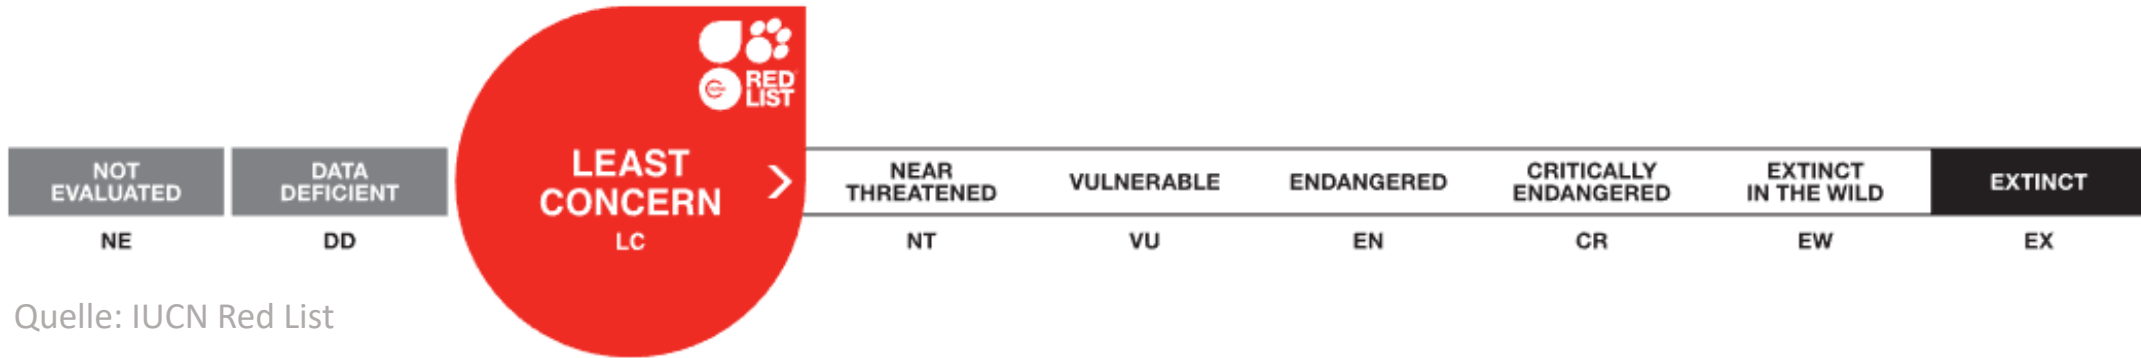 RED
LIST
NOT
EVALUATED
NE
DATA
DEFICIENT
DD
LEAST
CONCERN
LC
NEAR
THREATENED
NT
VULNERABLE
VU
ENDANGERED
EN
CRITICALLY
ENDANGERED
CR
EXTINCT
IN THE WILD
EW
EXTINCT
EX
Quelle: IUCN Red List